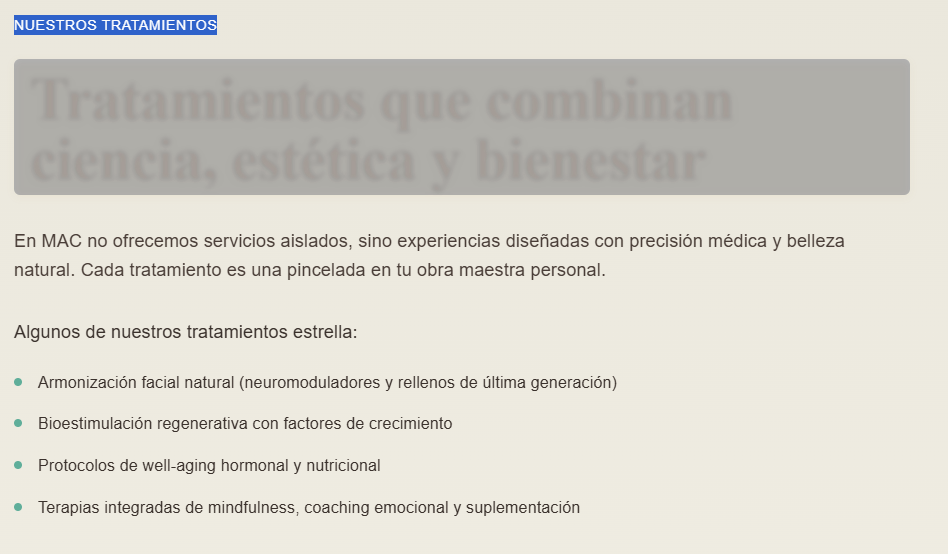 NUESTROS TRATAMIENTOS
Tratamientos que combinan
ciencia, estética y bienestar
En MAC no ofrecemos servicios aislados, sino experiencias diseñadas con precisión médica y belleza
natural. Cada tratamiento es una pincelada en tu obra maestra personal.
Algunos de nuestros tratamientos estrella:
Armonización facial natural (neuromoduladores y rellenos de última generación)
Bioestimulación regenerativa con factores de crecimiento
Protocolos de well-aging hormonal y nutricional
Terapias integradas de mindfulness, coaching emocional y suplementación